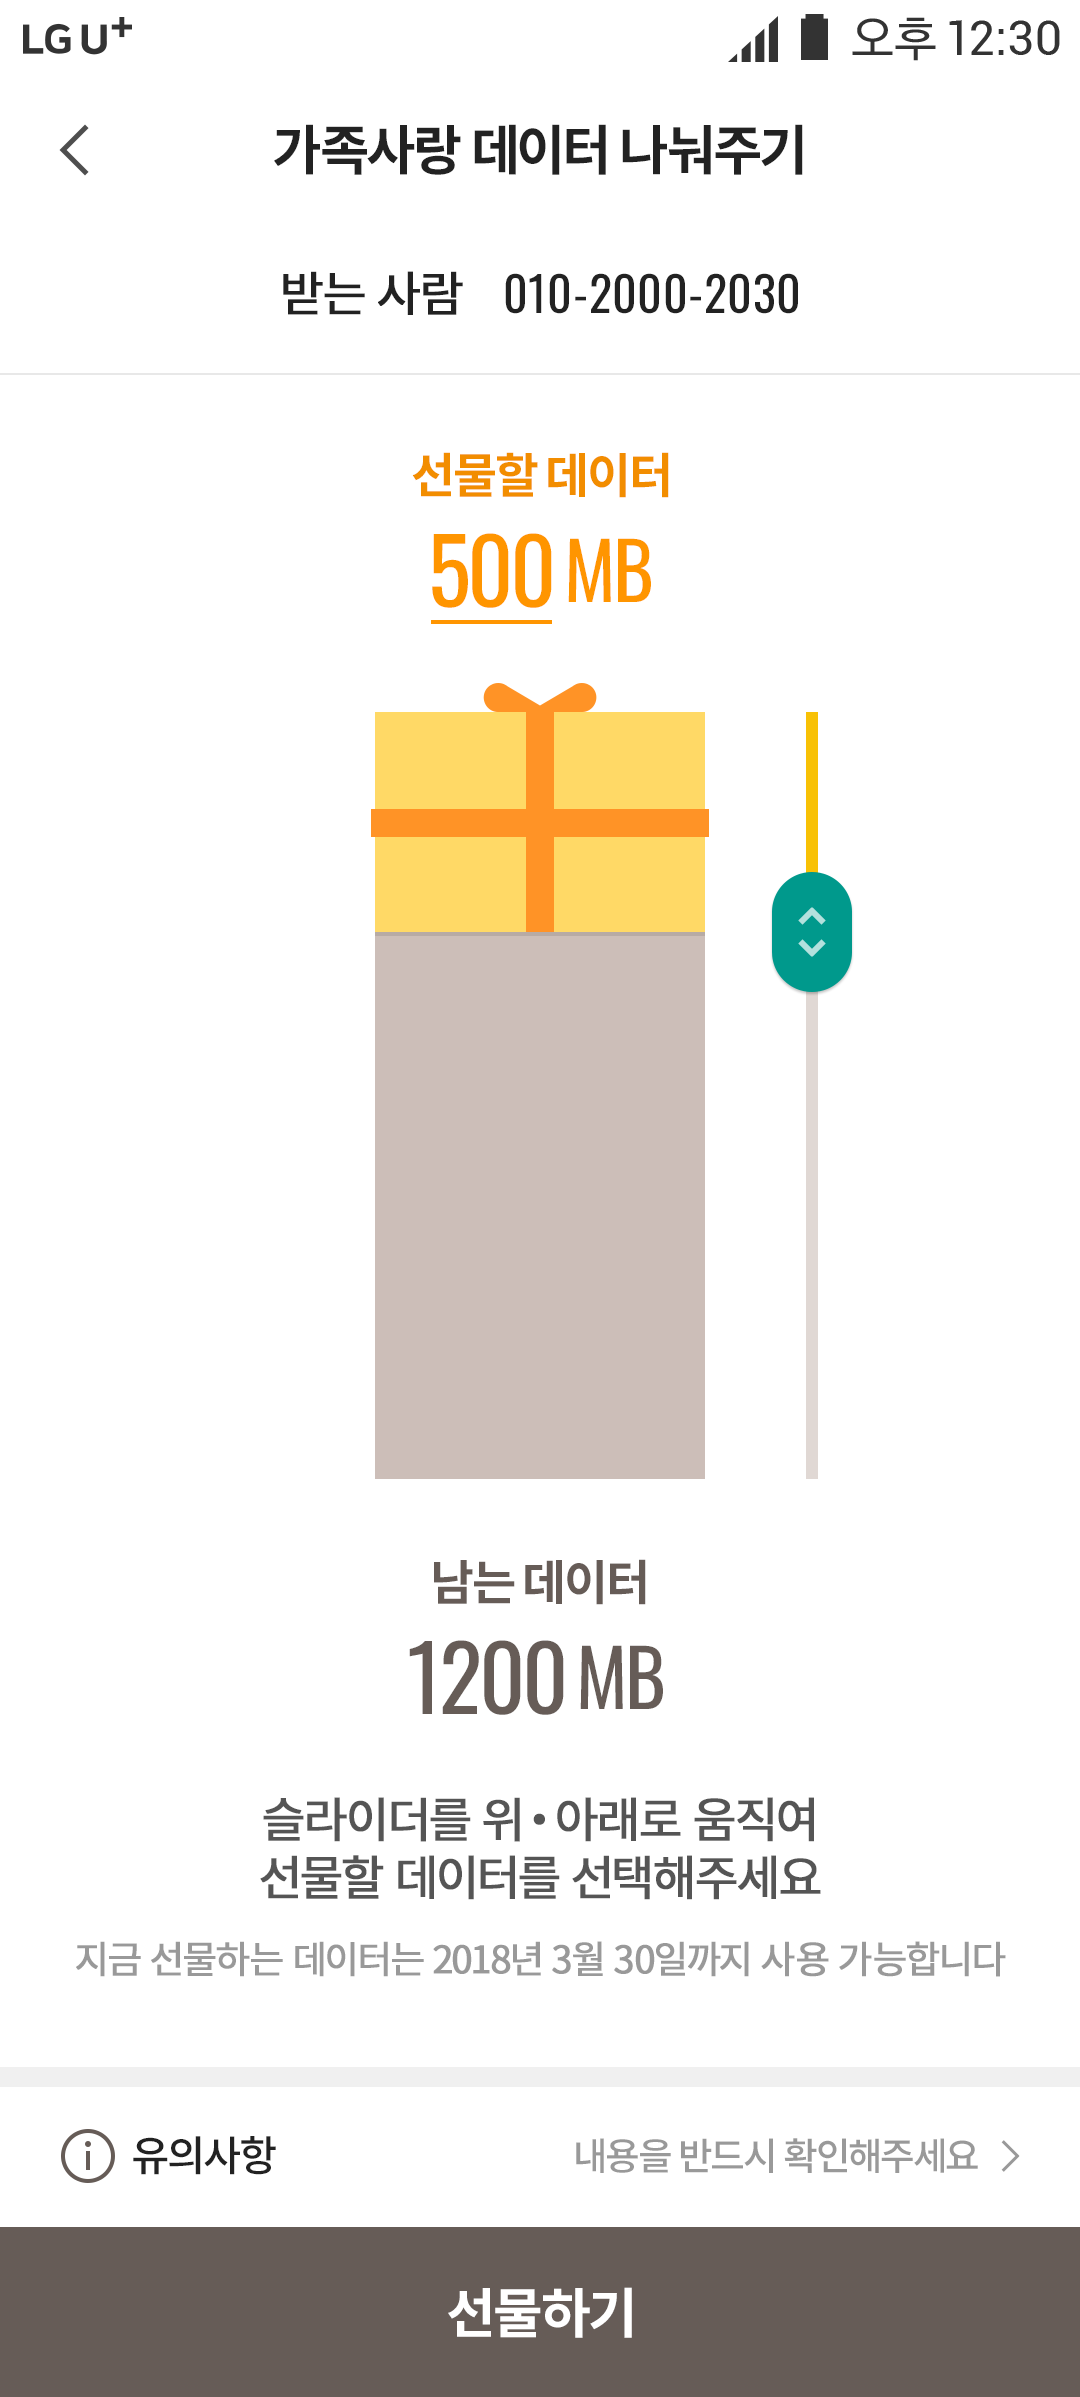 LG U+ 오후 12:30
가족사랑 데이터 나눠주기
받는 사람 010-2000-2030
선물할 데이터
500 MB
남는 데이터
1200 MB
슬라이더를 위•아래로 움직여
선물할 데이터를 선택해주세요
지금 선물하는 데이터는 2018년 3월 30일까지 사용 가능합니다
유의사항 내용을 반드시 확인해주세요
선물하기